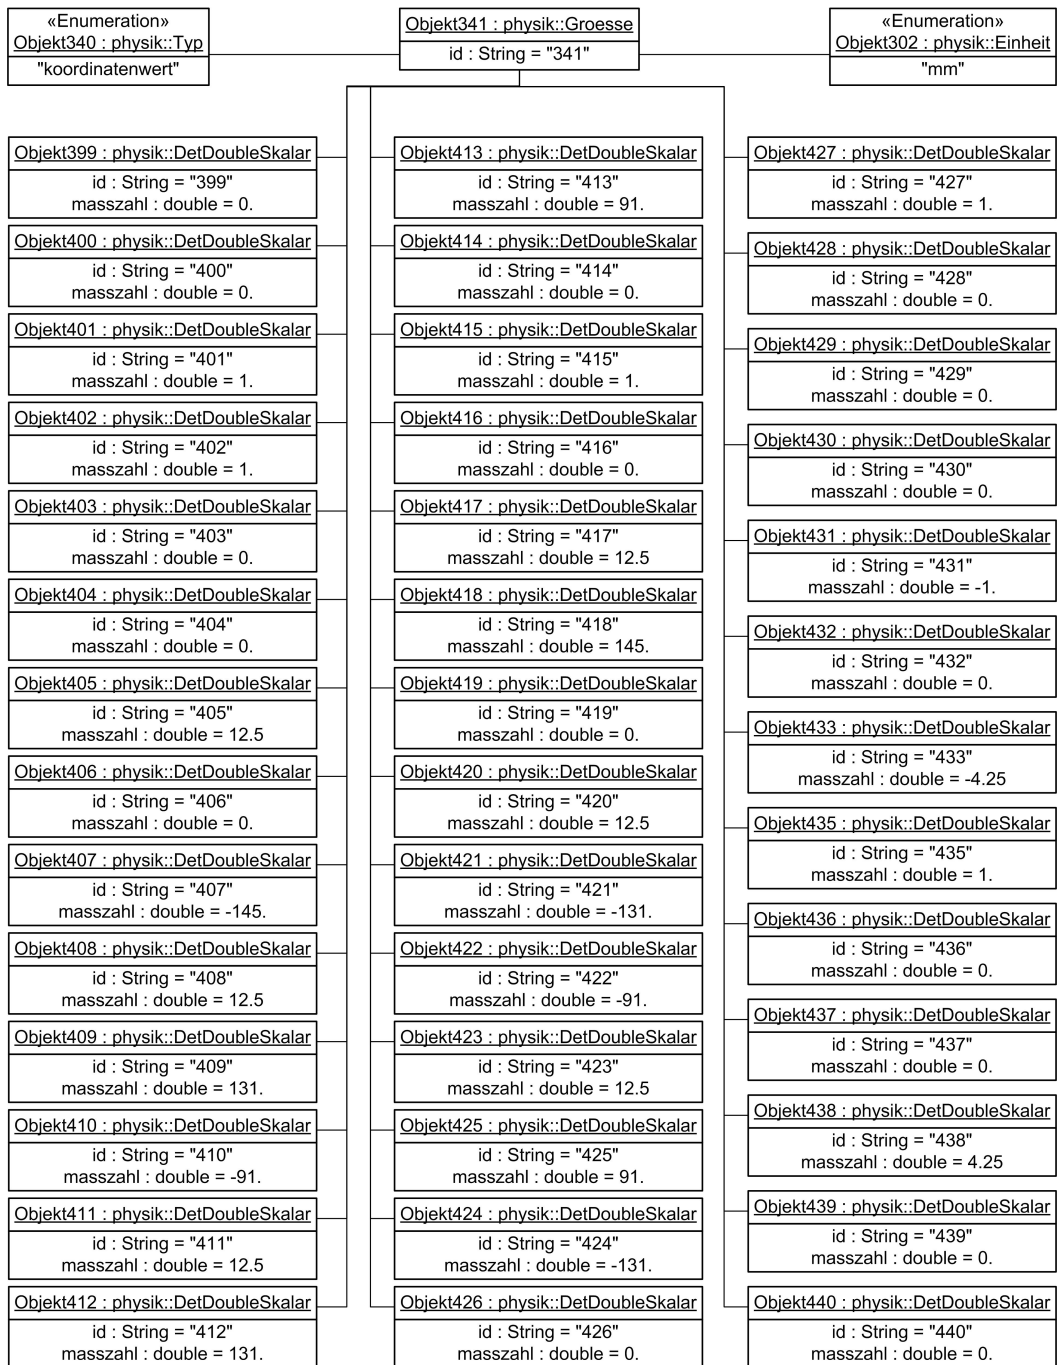 «Enumeration»
Objekt340 : physik::Typ
"koordinatenwert"
Objekt341 : physik::Groesse
id : String = "341"
«Enumeration»
Objekt302 : physik::Einheit
"mm"
Objekt399 : physik::DetDoubleSkalar
id : String = "399"
masszahl : double = 0.
Objekt400 : physik::DetDoubleSkalar
id : String = "400"
masszahl : double = 0.
Objekt401 : physik::DetDoubleSkalar
id : String = "401"
masszahl : double = 1.
Objekt402 : physik::DetDoubleSkalar
id : String = "402"
masszahl : double = 1.
Objekt403 : physik::DetDoubleSkalar
id : String = "403"
masszahl : double = 0.
Objekt404 : physik::DetDoubleSkalar
id : String = "404"
masszahl : double = 0.
Objekt405 : physik::DetDoubleSkalar
id : String = "405"
masszahl : double = 12.5
Objekt406 : physik::DetDoubleSkalar
id : String = "406"
masszahl : double = 0.
Objekt407 : physik::DetDoubleSkalar
id : String = "407"
masszahl : double = -145.
Objekt408 : physik::DetDoubleSkalar
id : String = "408"
masszahl : double = 12.5
Objekt409 : physik::DetDoubleSkalar
id : String = "409"
masszahl : double = 131.
Objekt410 : physik::DetDoubleSkalar
id : String = "410"
masszahl : double = -91.
Objekt411 : physik::DetDoubleSkalar
id : String = "411"
masszahl : double = 12.5
Objekt412 : physik::DetDoubleSkalar
id : String = "412"
masszahl : double = 131.
Objekt413 : physik::DetDoubleSkalar
id : String = "413"
masszahl : double = 91.
Objekt414 : physik::DetDoubleSkalar
id : String = "414"
masszahl : double = 0.
Objekt415 : physik::DetDoubleSkalar
id : String = "415"
masszahl : double = 1.
Objekt416 : physik::DetDoubleSkalar
id : String = "416"
masszahl : double = 0.
Objekt417 : physik::DetDoubleSkalar
id : String = "417"
masszahl : double = 12.5
Objekt418 : physik::DetDoubleSkalar
id : String = "418"
masszahl : double = 145.
Objekt419 : physik::DetDoubleSkalar
id : String = "419"
masszahl : double = 0.
Objekt420 : physik::DetDoubleSkalar
id : String = "420"
masszahl : double = 12.5
Objekt421 : physik::DetDoubleSkalar
id : String = "421"
masszahl : double = -131.
Objekt422 : physik::DetDoubleSkalar
id : String = "422"
masszahl : double = -91.
Objekt423 : physik::DetDoubleSkalar
id : String = "423"
masszahl : double = 12.5
Objekt425 : physik::DetDoubleSkalar
id : String = "425"
masszahl : double = 91.
Objekt424 : physik::DetDoubleSkalar
id : String = "424"
masszahl : double = -131.
Objekt426 : physik::DetDoubleSkalar
id : String = "426"
masszahl : double = 0.
Objekt427 : physik::DetDoubleSkalar
id : String = "427"
masszahl : double = 1.
Objekt428 : physik::DetDoubleSkalar
id : String = "428"
masszahl : double = 0.
Objekt429 : physik::DetDoubleSkalar
id : String = "429"
masszahl : double = 0.
Objekt430 : physik::DetDoubleSkalar
id : String = "430"
masszahl : double = 0.
Objekt431 : physik::DetDoubleSkalar
id : String = "431"
masszahl : double = -1.
Objekt432 : physik::DetDoubleSkalar
id : String = "432"
masszahl : double = 0.
Objekt433 : physik::DetDoubleSkalar
id : String = "433"
masszahl : double = -4.25
Objekt435 : physik::DetDoubleSkalar
id : String = "435"
masszahl : double = 1.
Objekt436 : physik::DetDoubleSkalar
id : String = "436"
masszahl : double = 0.
Objekt437 : physik::DetDoubleSkalar
id : String = "437"
masszahl : double = 0.
Objekt438 : physik::DetDoubleSkalar
id : String = "438"
masszahl : double = 4.25
Objekt439 : physik::DetDoubleSkalar
id : String = "439"
masszahl : double = 0.
Objekt440 : physik::DetDoubleSkalar
id : String = "440"
masszahl : double = 0.